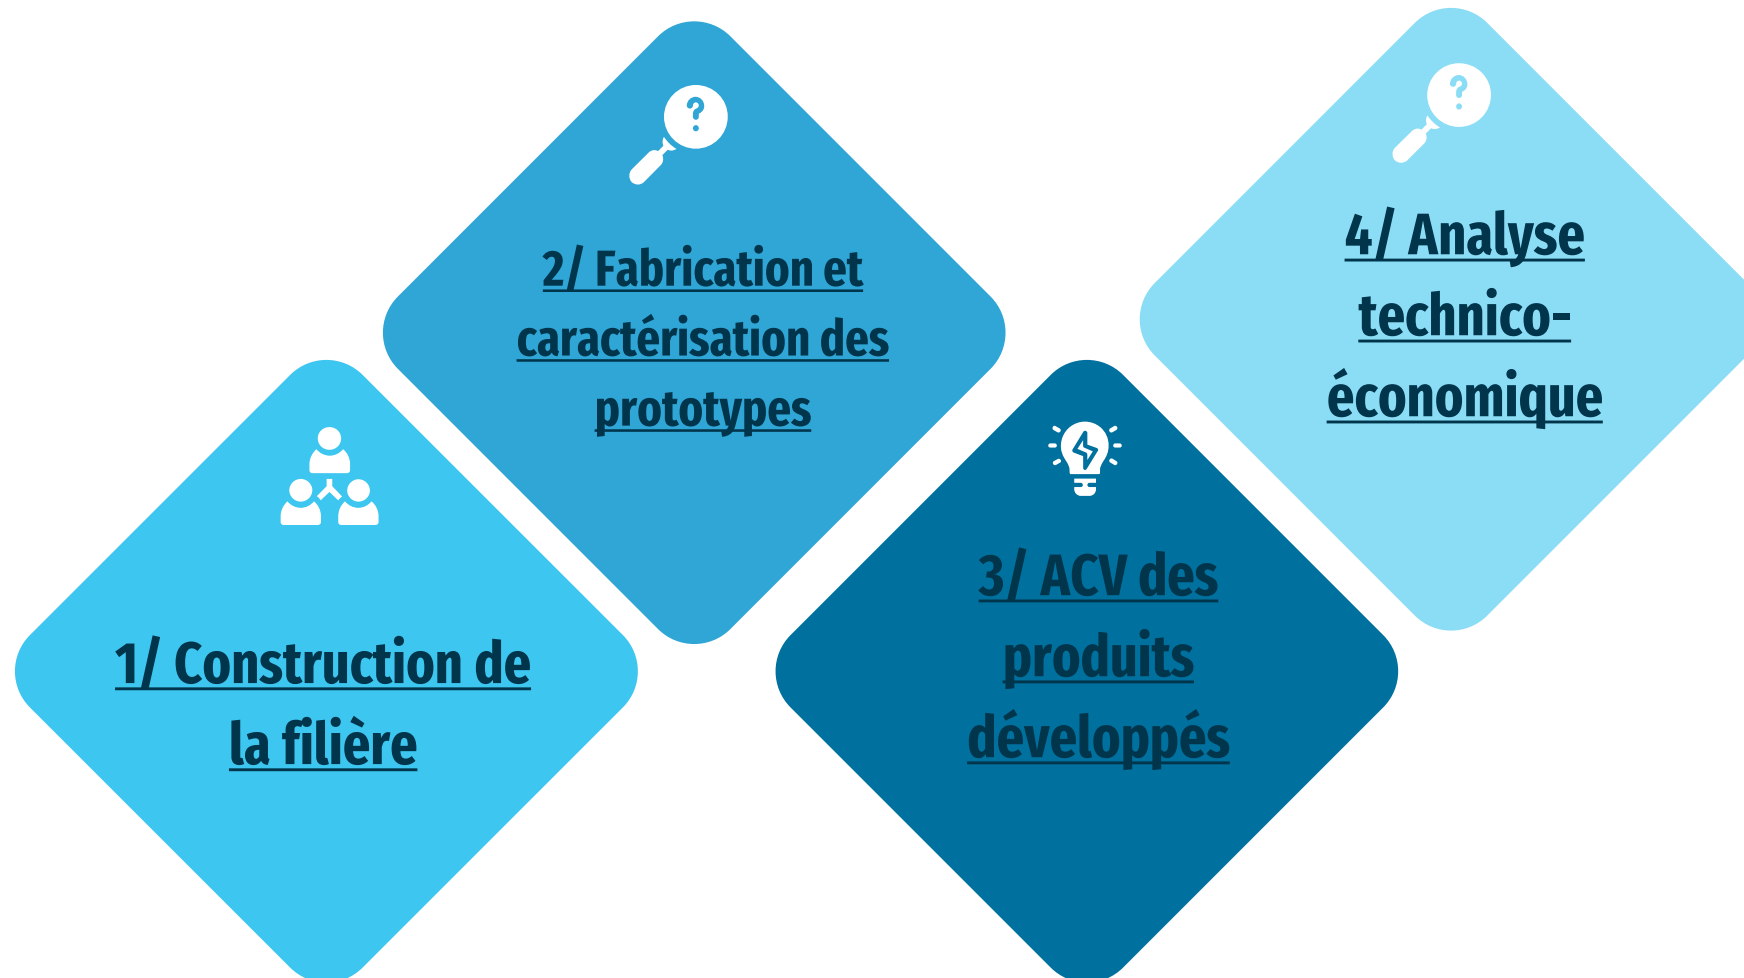 1/ Construction de
la filière
2/ Fabrication et
caractérisation des
prototypes
3/ ACV des
produits
développés
4/ Analyse
technico-
économique